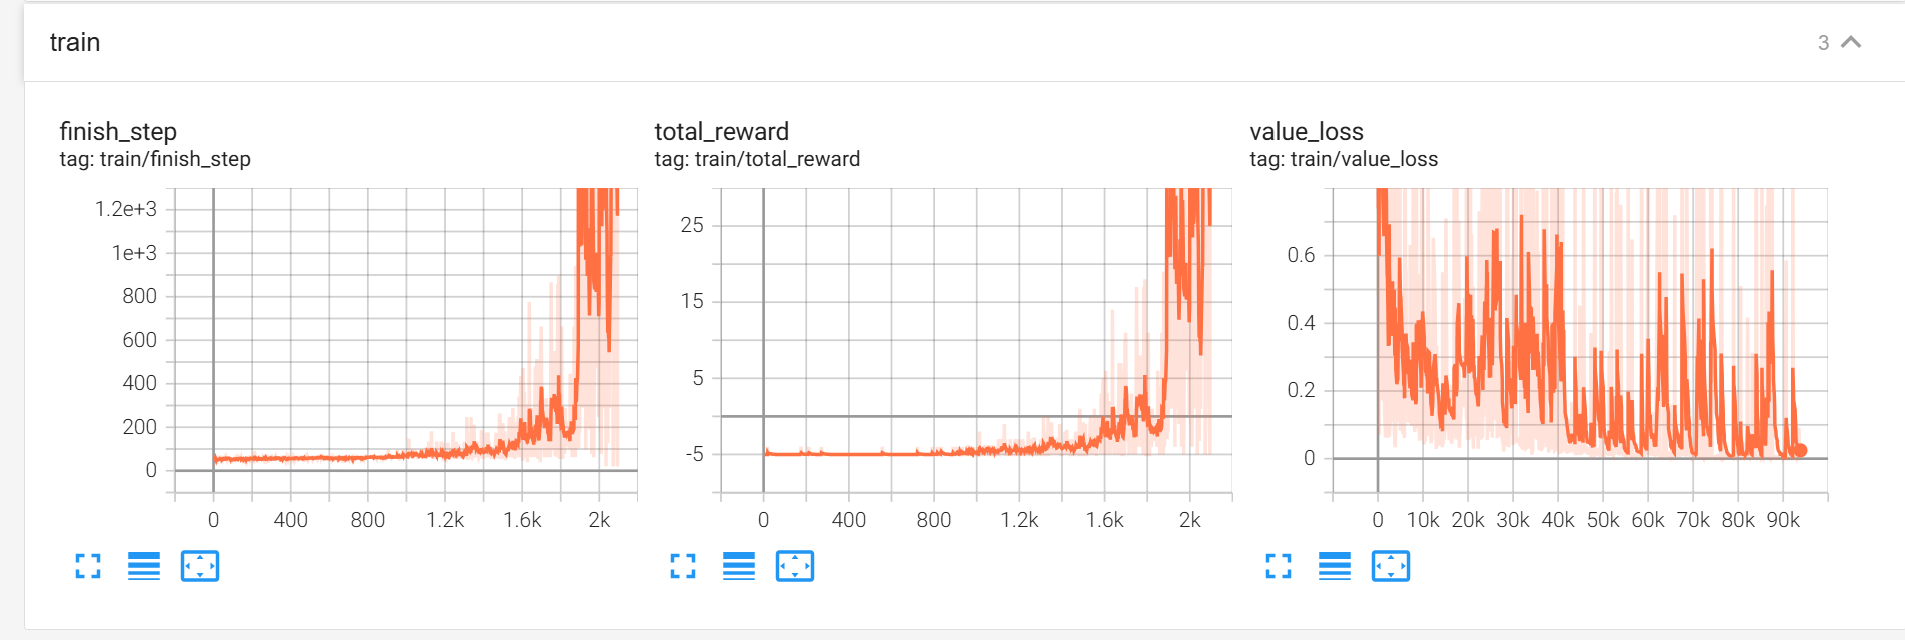 train
3
finish_step
tag: train/finish_step
1.2e+3
1e+3
800
600
400
200
0
0 400 800 1.2k 1.6k 2k
total_reward
tag: train/total_reward
25
15
5
-5
0 400 800 1.2k 1.6k 2k
value_loss
tag: train/value_loss
0.6
0.4
0.2
0
0 10k 20k 30k 40k 50k 60k 70k 80k 90k